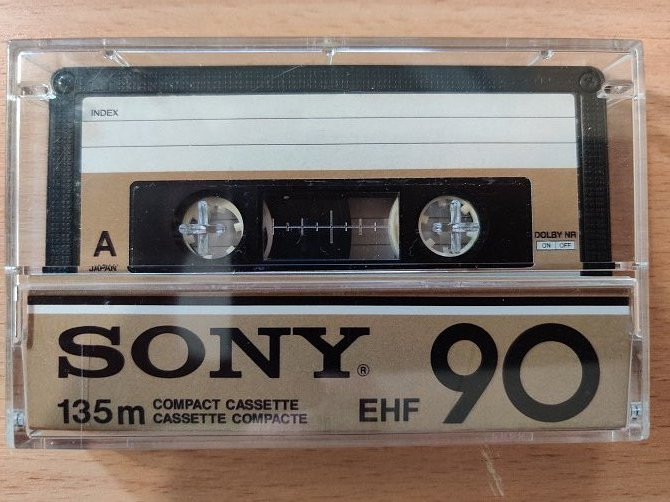 INDEX
A
JAPAN
DOLBY NR
ON OFF
SONY®
90
135m COMPACT CASSETTE
CASSETTE COMPACTE
EHF